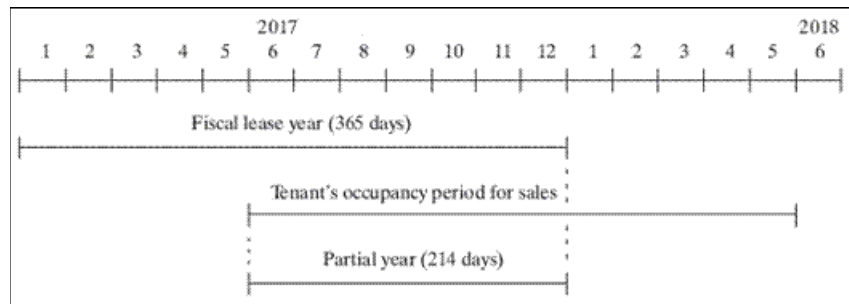 2017 2018
1 2 3 4 5 6 7 8 9 10 11 12 1 2 3 4 5 6
Fiscal lease year (365 days)
Tenant's occupancy period for sales
Partial year (214 days)